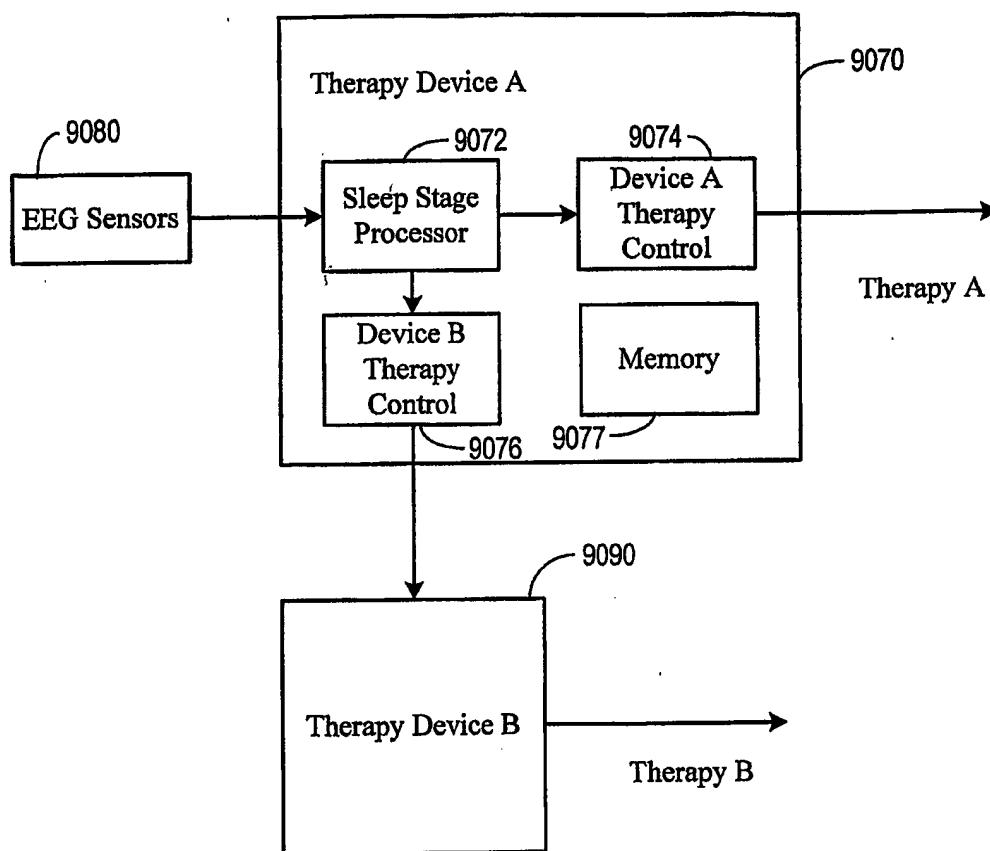 9070
Therapy Device A
9080
9072
9074
EEG Sensors
Sleep Stage
Processor
Device A
Therapy
Control
Therapy A
Device B
Therapy
Control
Memory
9076
9077
9090
Therapy Device B
Therapy B